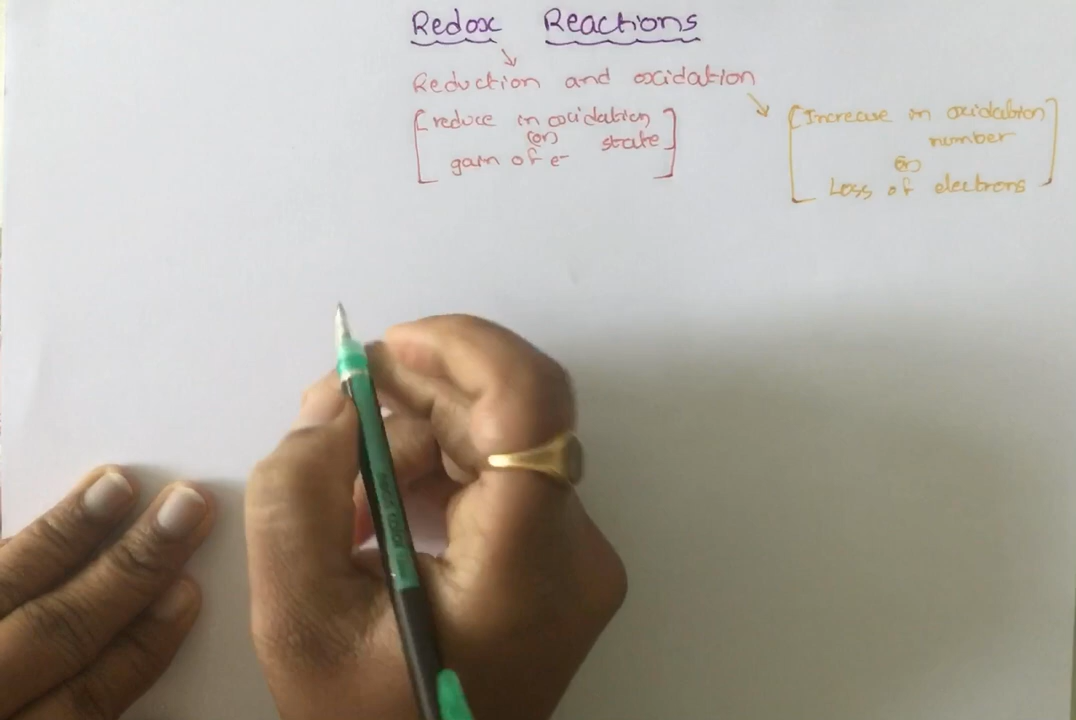 Redox Reactions
Reduction and oxidation
[reduce in oxidation
(or) state]
gain of e-
[Increase in oxidation
number
(or)
Loss of electrons]